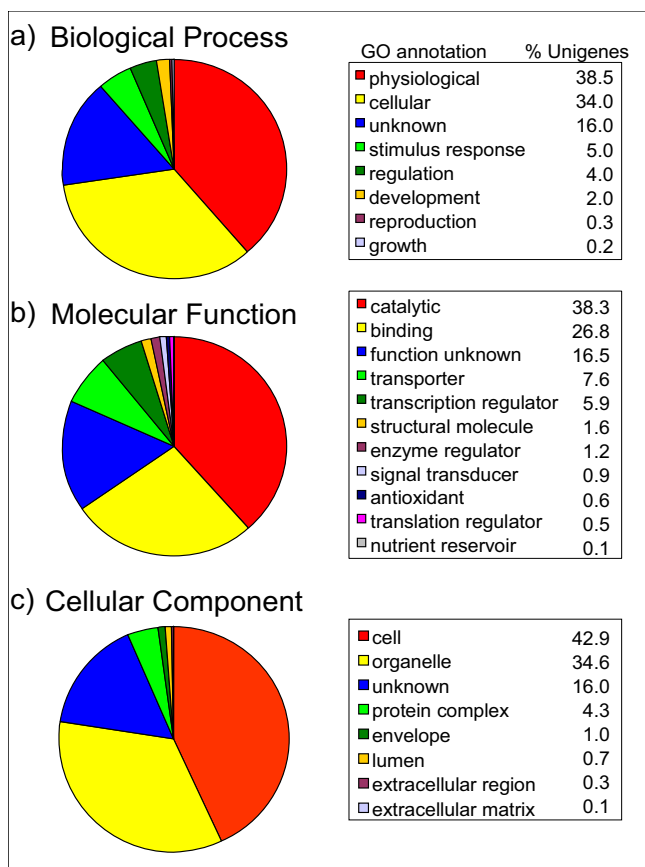 a) Biological Process
GO annotation % Unigenes
physiological 38.5
cellular 34.0
unknown 16.0
stimulus response 5.0
regulation 4.0
development 2.0
reproduction 0.3
growth 0.2
b) Molecular Function
catalytic 38.3
binding 26.8
function unknown 16.5
transporter 7.6
transcription regulator 5.9
structural molecule 1.6
enzyme regulator 1.2
signal transducer 0.9
antioxidant 0.6
translation regulator 0.5
nutrient reservoir 0.1
c) Cellular Component
cell 42.9
organelle 34.6
unknown 16.0
protein complex 4.3
envelope 1.0
lumen 0.7
extracellular region 0.3
extracellular matrix 0.1